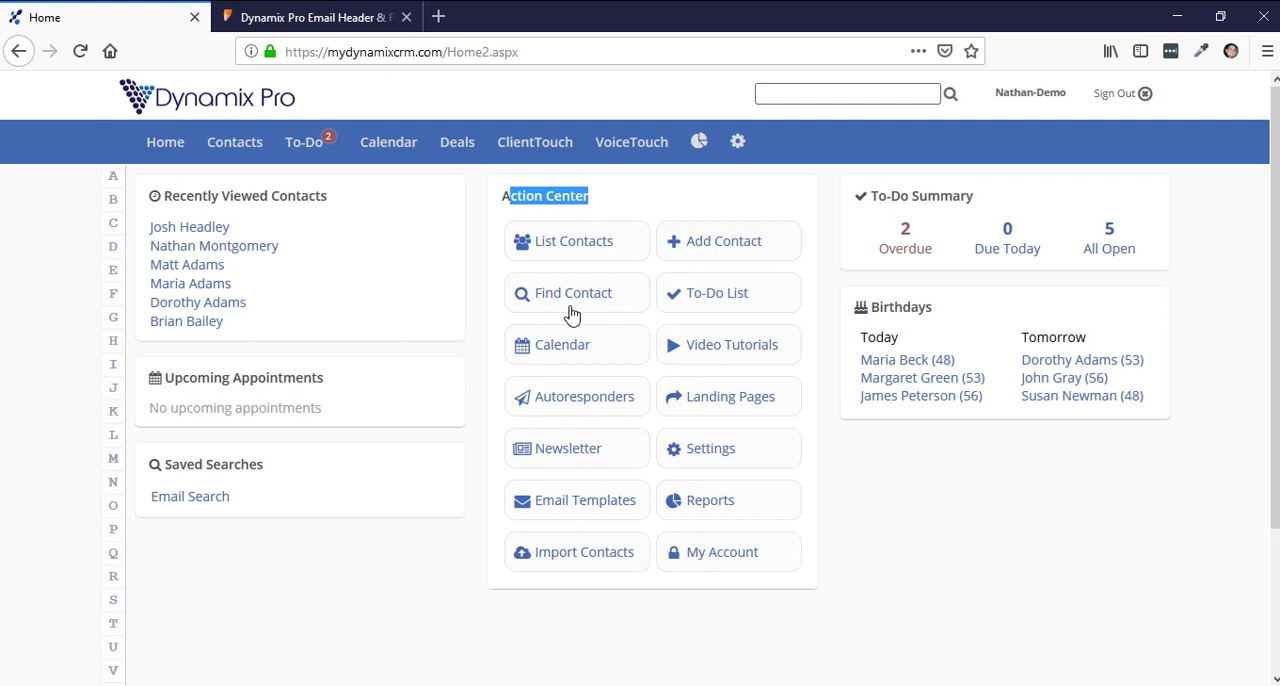 Home
Dynamix Pro Email Header & F
https://mydynamixcrm.com/Home2.aspx
Dynamix Pro
Nathan-Demo
Sign Out
Home Contacts To-Do 2 Calendar Deals ClientTouch VoiceTouch
A
B
C
D
E
F
G
H
I
J
K
L
M
N
O
P
Q
R
S
T
U
V
Recently Viewed Contacts
Josh Headley
Nathan Montgomery
Matt Adams
Maria Adams
Dorothy Adams
Brian Bailey
Upcoming Appointments
No upcoming appointments
Saved Searches
Email Search
Action Center
List Contacts Add Contact
Find Contact To-Do List
Calendar Video Tutorials
Autoresponders Landing Pages
Newsletter Settings
Email Templates Reports
Import Contacts My Account
To-Do Summary
2 0 5
Overdue Due Today All Open
Birthdays
Today Tomorrow
Maria Beck (48) Dorothy Adams (53)
Margaret Green (53) John Gray (56)
James Peterson (56) Susan Newman (48)